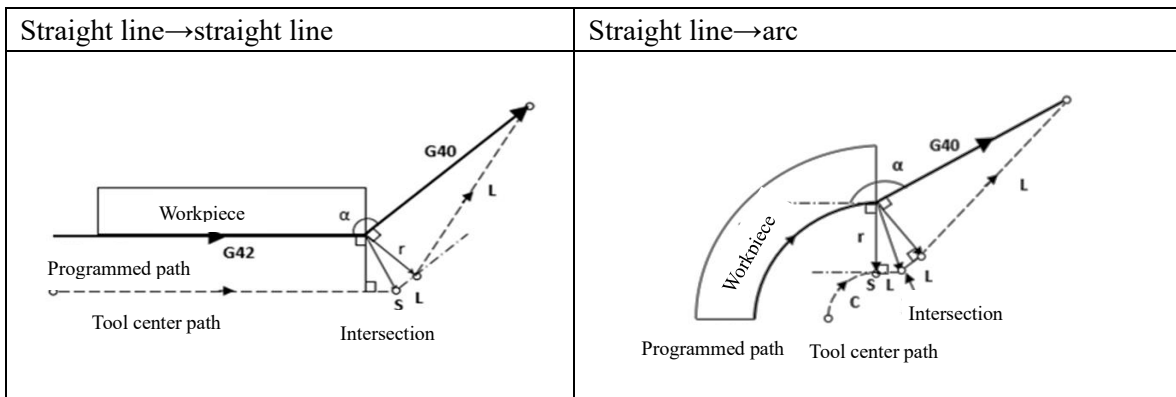 Straight line→straight line
Straight line→arc
G40
α
L
Workpiece
r
G42
Programmed path
S L
Tool center path
Intersection
G40
α
L
Workpiece
r
S L L
C
Intersection
Programmed path
Tool center path